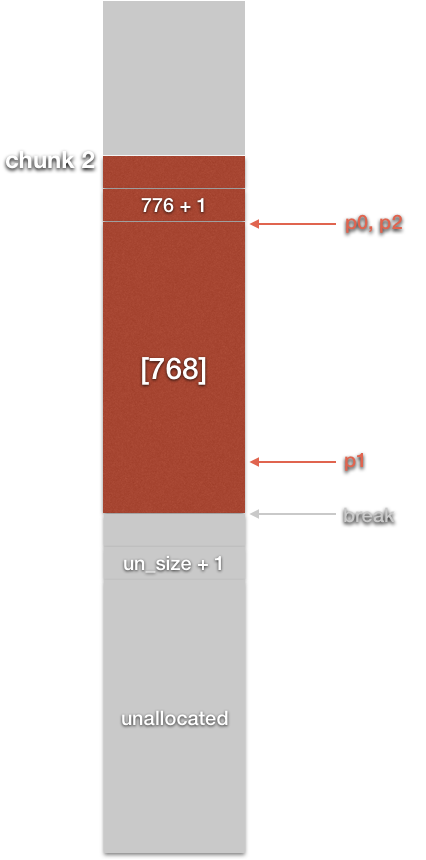 chunk 2
776 + 1
p0, p2
[768]
p1
break
un_size + 1
unallocated